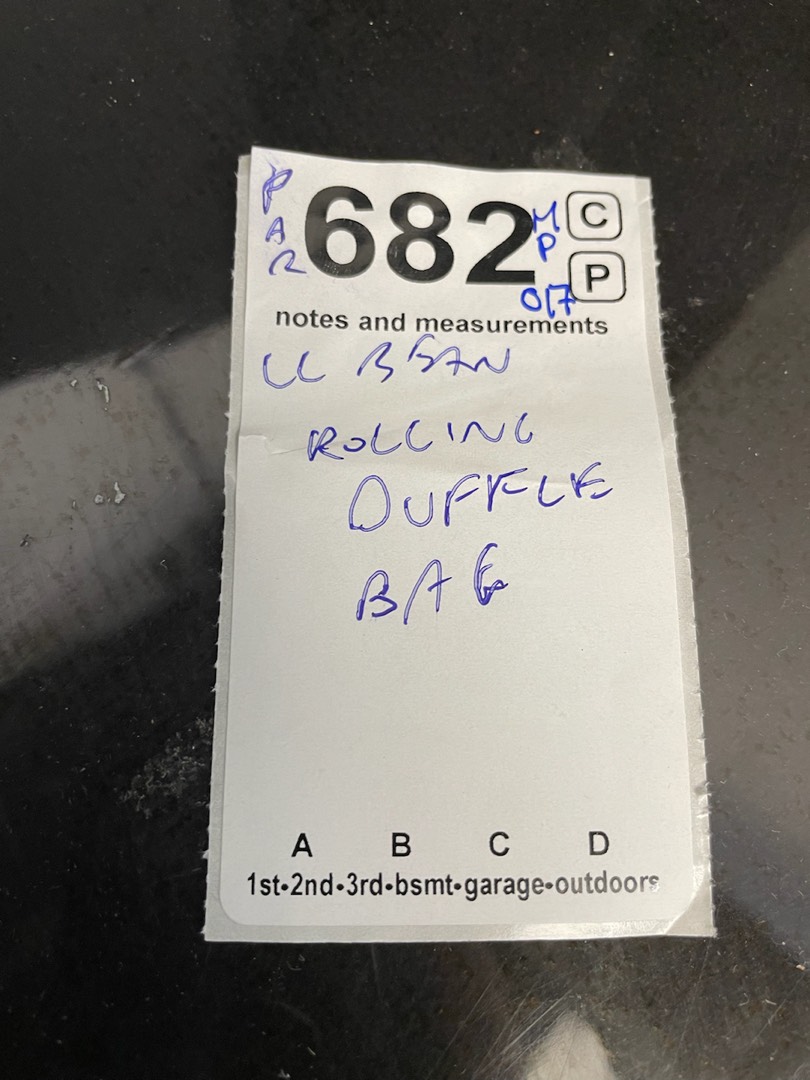 PAR
682
MP
017
C
P
notes and measurements
LL BEAN
ROLLING
DUFFLE
BAG
A B C D
1st•2nd•3rd•bsmt•garage•outdoors